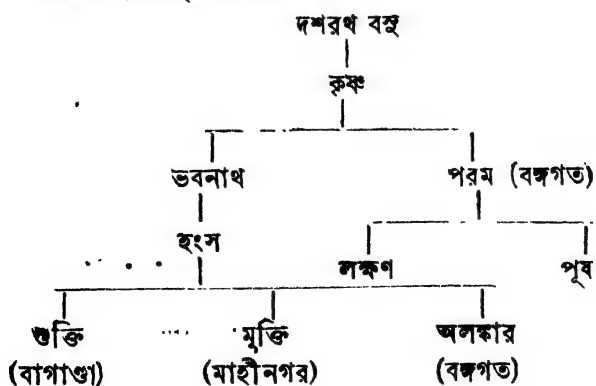 দশরথ বসু
কৃষ্ণ
ভবনাথ পরম (বঙ্গগত)
হংস লক্ষণ পূষ
শুক্তি মুক্তি অলঙ্কার
(বাগাণ্ডা) (মাহীনগর) (বঙ্গগত)